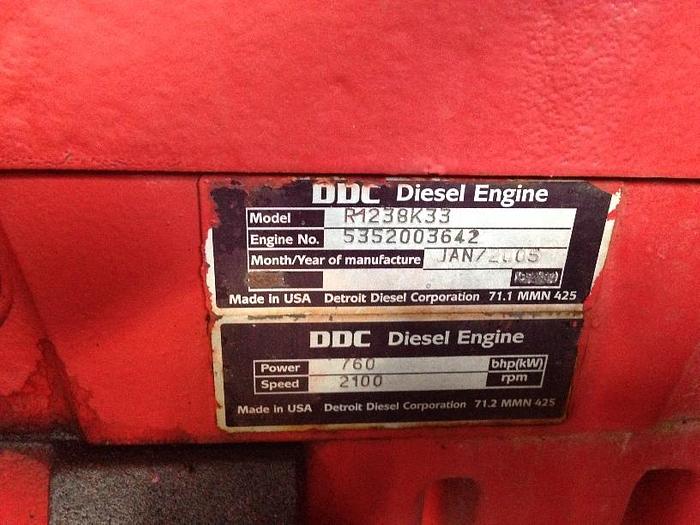 DDC Diesel Engine
Model R1238K33
Engine No. 5352003642
Month/Year of manufacture JAN/2005
Made in USA Detroit Diesel Corporation 71.1 MMN 425
DDC Diesel Engine
Power 760 bhp(kW)
Speed 2100 rpm
Made in USA Detroit Diesel Corporation 71.2 MMN 425